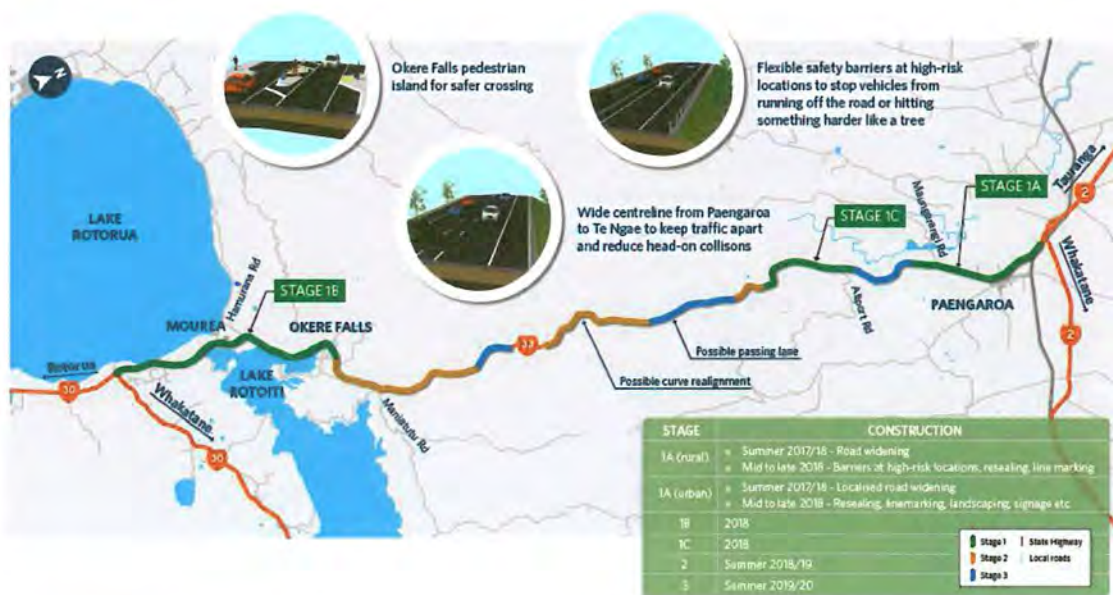 N
Okere Falls pedestrian
island for safer crossing
Flexible safety barriers at high-risk
locations to stop vehicles from
running off the road or hitting
something harder like a tree
Wide centreline from Paengaroa
to Te Ngae to keep traffic apart
and reduce head-on collisons
LAKE
ROTORUA
Hamurana Rd
STAGE 1B
MOUREA
OKERE FALLS
Rotorua
30
Whakatane
30
LAKE
ROTOITI
Maniatutu Rd
33
Possible curve realignment
Possible passing lane
STAGE 1C
Allport Rd
Maungarangi Rd
STAGE 1A
PAENGAROA
Tauranga
2
Whakatane
2
STAGE CONSTRUCTION
1A (rural) Summer 2017/18 - Road widening
Mid to late 2018 - Barriers at high-risk locations, resealing, line marking
1A (urban) Summer 2017/18 - Localised road widening
Mid to late 2018 - Resealing, linemarking, landscaping, signage etc
1B 2018
1C 2018
2 Summer 2018/19
3 Summer 2019/20
Stage 1 State Highway
Stage 2 Local roads
Stage 3